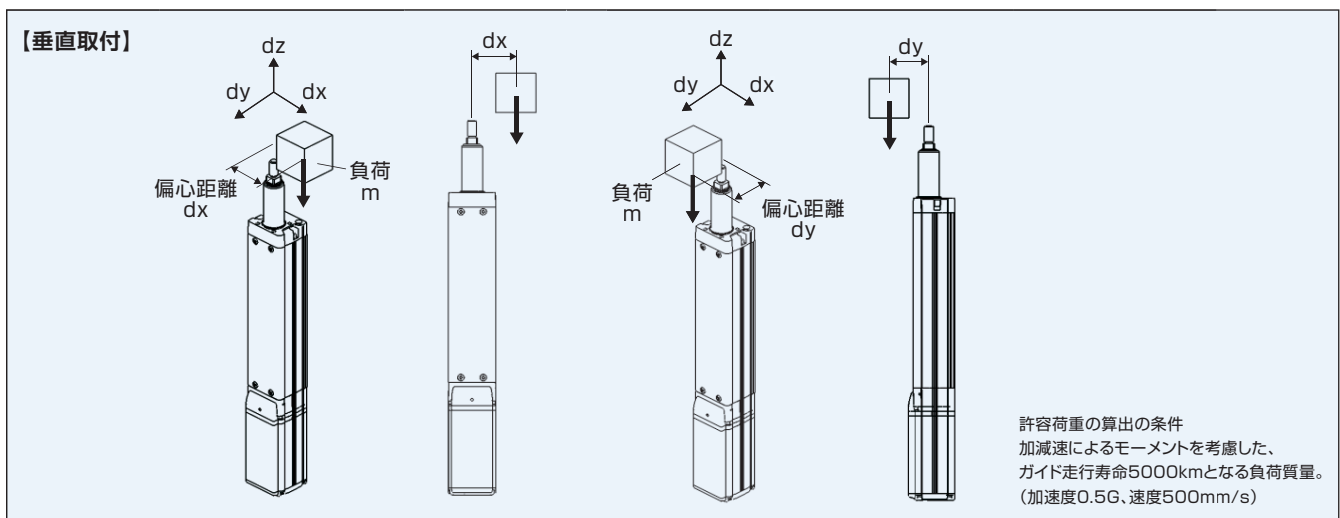 【垂直取付】
dz
dy
dx
負荷
m
偏心距離
dx
dx
dz
dy
dx
負荷
m
偏心距離
dy
dy
許容荷重の算出の条件
加減速によるモーメントを考慮した、
ガイド走行寿命5000kmとなる負荷質量。
（加速度0.5G、速度500mm/s）